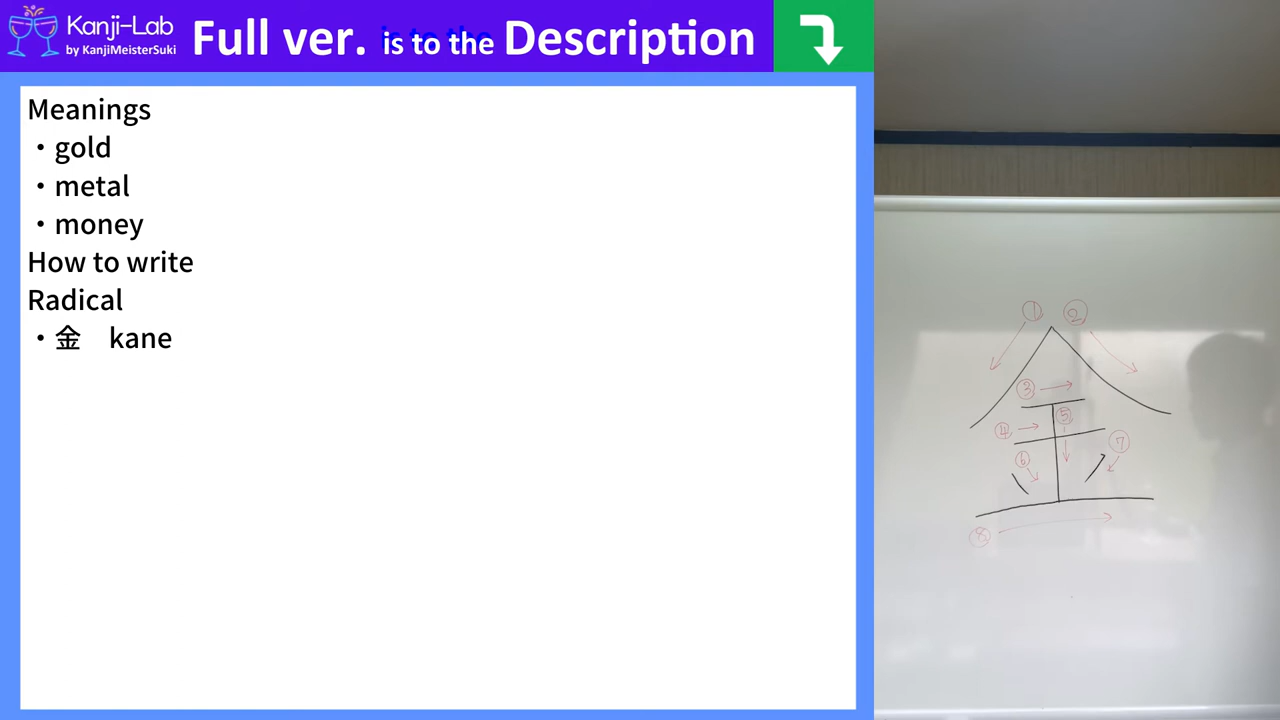 Kanji-Lab
by KanjiMeisterSuki
Full ver. is to the Description
Meanings
・gold
・metal
・money
How to write
Radical
・金　kane
① ②
③
⑤
④ ⑦
⑥
⑧
金